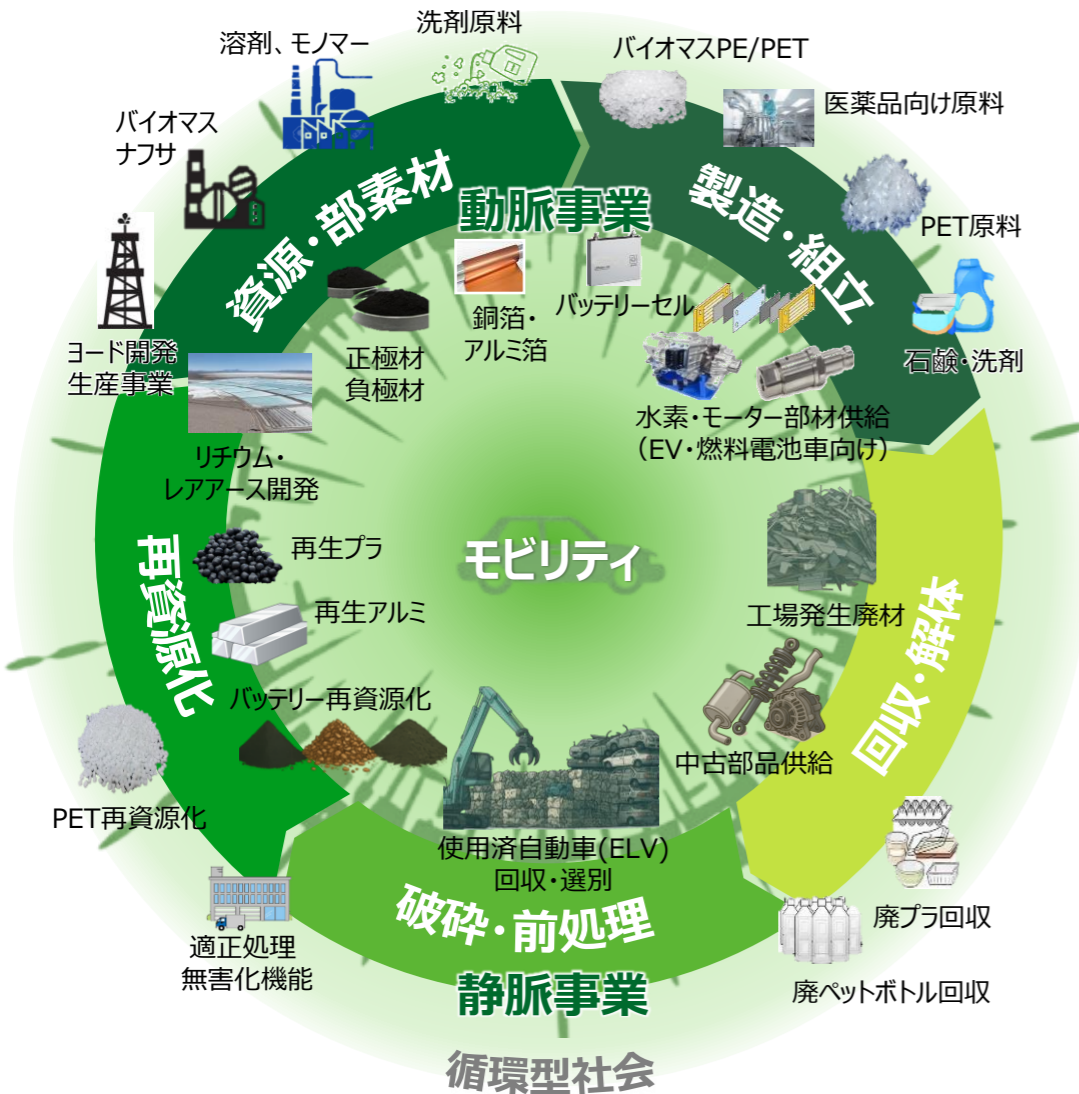 洗剤原料
溶剤、モノマー
バイオマスPE/PET
医薬品向け原料
バイオマス
ナフサ
資源・部素材
動脈事業
製造・組立
PET原料
ヨード開発
生産事業
正極材
負極材
銅箔・
アルミ箔
バッテリーセル
石鹸・洗剤
水素・モーター部材供給
（EV・燃料電池車向け）
リチウム・
レアアース開発
再生プラ
モビリティ
再資源化
再生アルミ
工場発生廃材
回収・解体
バッテリー再資源化
中古部品供給
PET再資源化
使用済自動車(ELV)
回収・選別
破砕・前処理
廃プラ回収
適正処理
無害化機能
静脈事業
廃ペットボトル回収
循環型社会